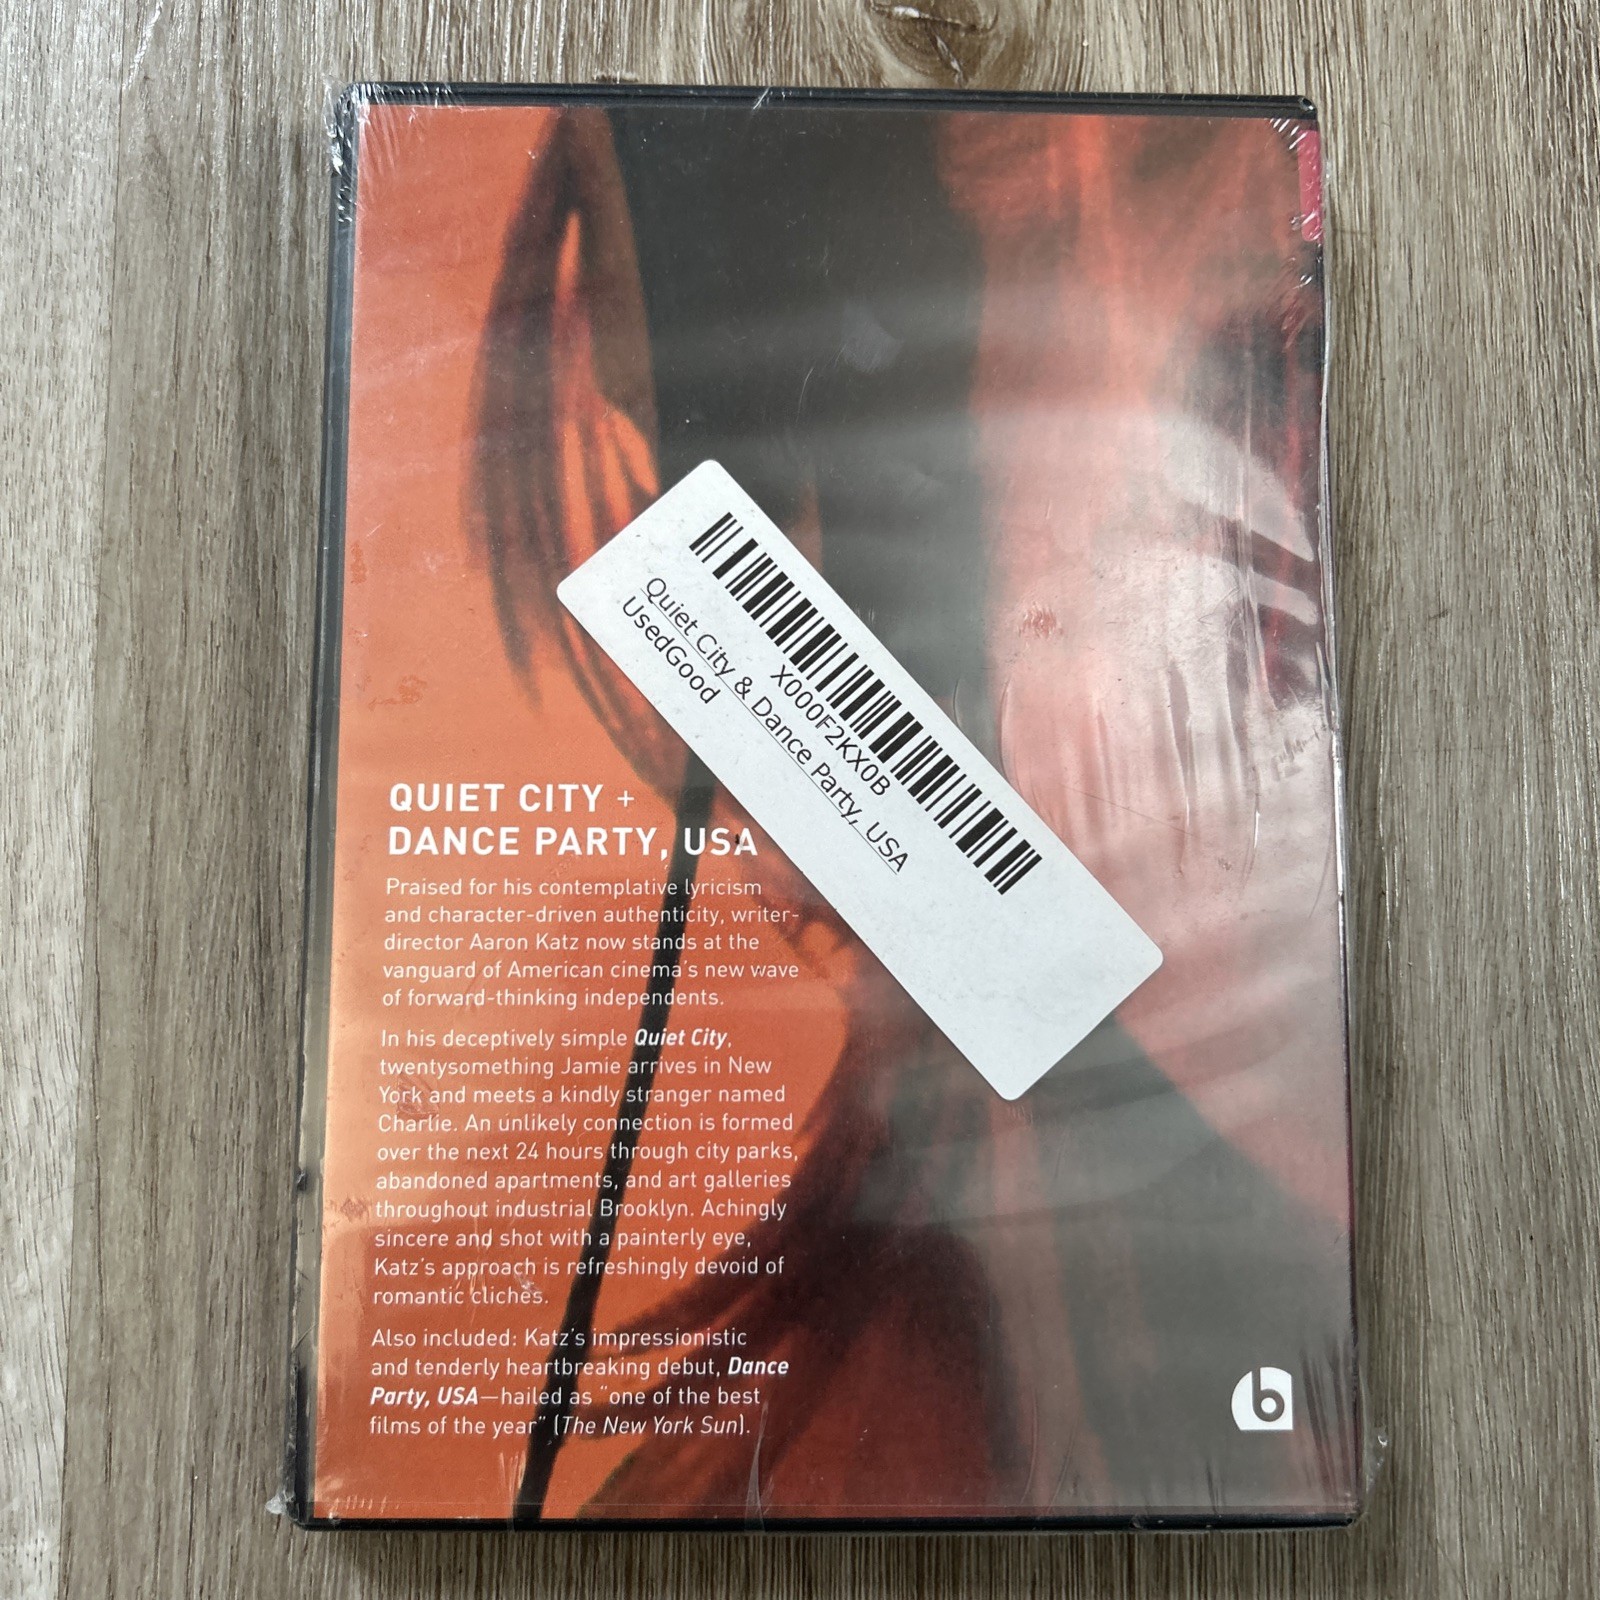 X000F2KX0B
Quiet City & Dance Party, USA
UsedGood
QUIET CITY +
DANCE PARTY, USA
Praised for his contemplative lyricism
and character-driven authenticity, writer-
director Aaron Katz now stands at the
vanguard of American cinema's new wave
of forward-thinking independents.
In his deceptively simple Quiet City,
twentysomething Jamie arrives in New
York and meets a kindly stranger named
Charlie. An unlikely connection is formed
over the next 24 hours through city parks,
abandoned apartments, and art galleries
throughout industrial Brooklyn. Achingly
sincere and shot with a painterly eye,
Katz's approach is refreshingly devoid of
romantic clichés.
Also included: Katz's impressionistic
and tenderly heartbreaking debut, Dance
Party, USA—hailed as "one of the best
films of the year" (The New York Sun).
b